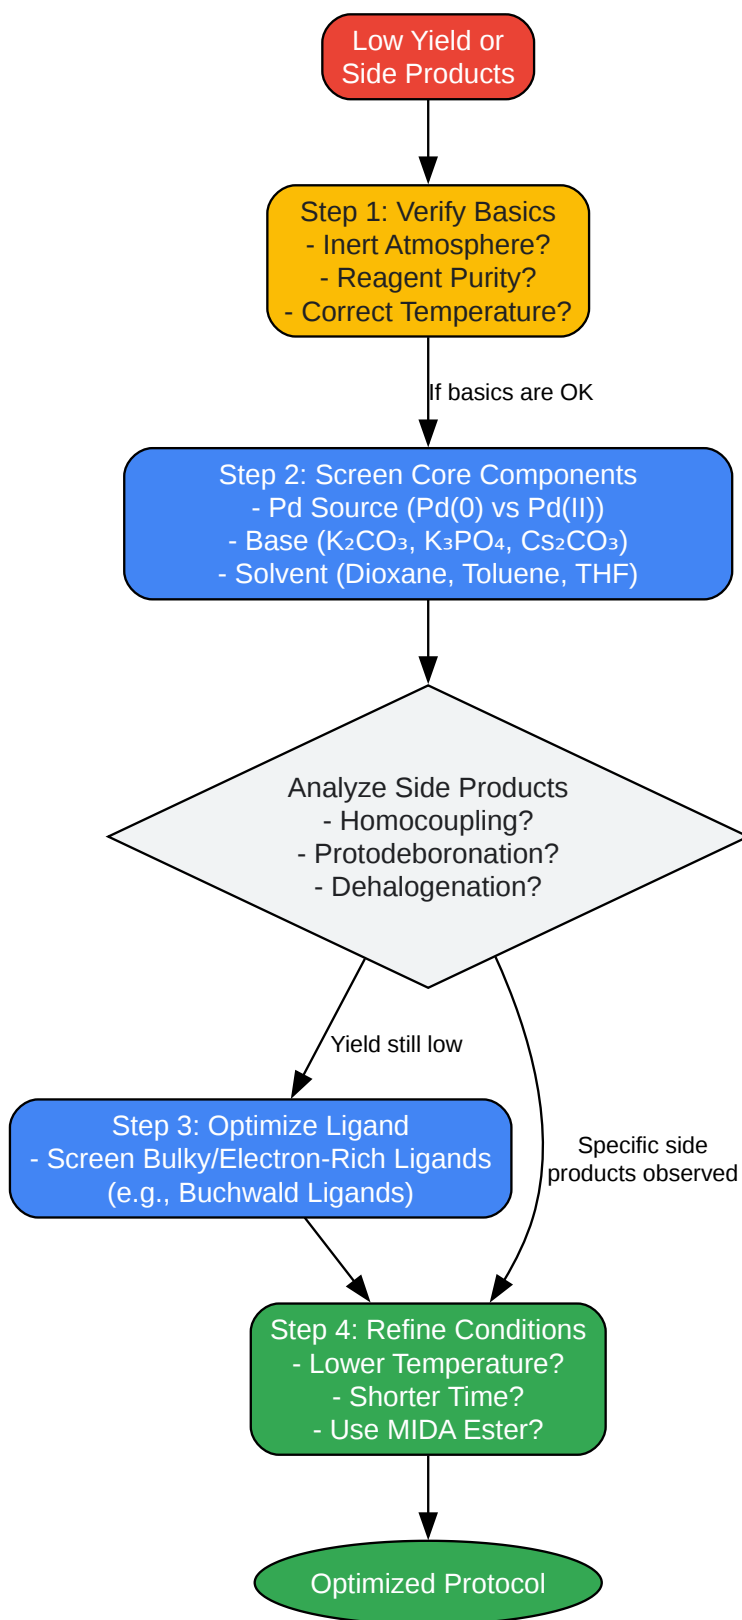 Low Yield or
Side Products
Step 1: Verify Basics
- Inert Atmosphere?
- Reagent Purity?
- Correct Temperature?
If basics are OK
Step 2: Screen Core Components
- Pd Source (Pd(0) vs Pd(II))
- Base (K₂CO₃, K₃PO₄, Cs₂CO₃)
- Solvent (Dioxane, Toluene, THF)
Analyze Side Products
- Homocoupling?
- Protodeboronation?
- Dehalogenation?
Yield still low
Step 3: Optimize Ligand
- Screen Bulky/Electron-Rich Ligands
(e.g., Buchwald Ligands)
Specific side
products observed
Step 4: Refine Conditions
- Lower Temperature?
- Shorter Time?
- Use MIDA Ester?
Optimized Protocol